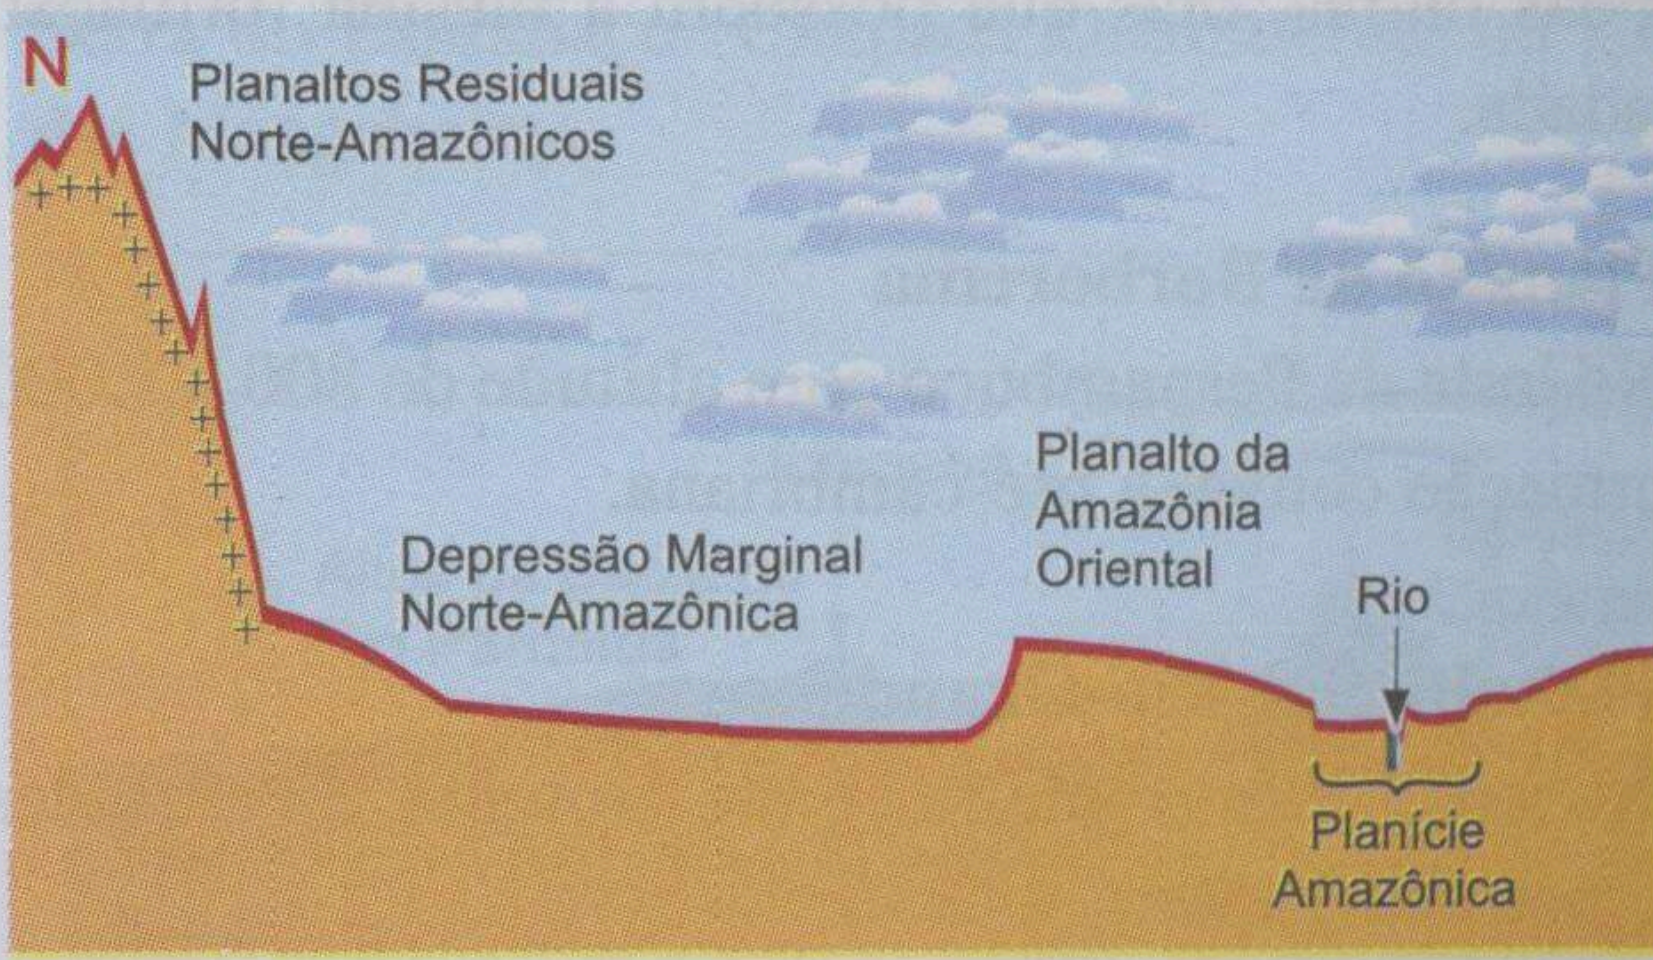 N
Planaltos Residuais
Norte-Amazônicos
Depressão Marginal
Norte-Amazônica
Planalto da
Amazônia
Oriental
Rio
Planície
Amazônica